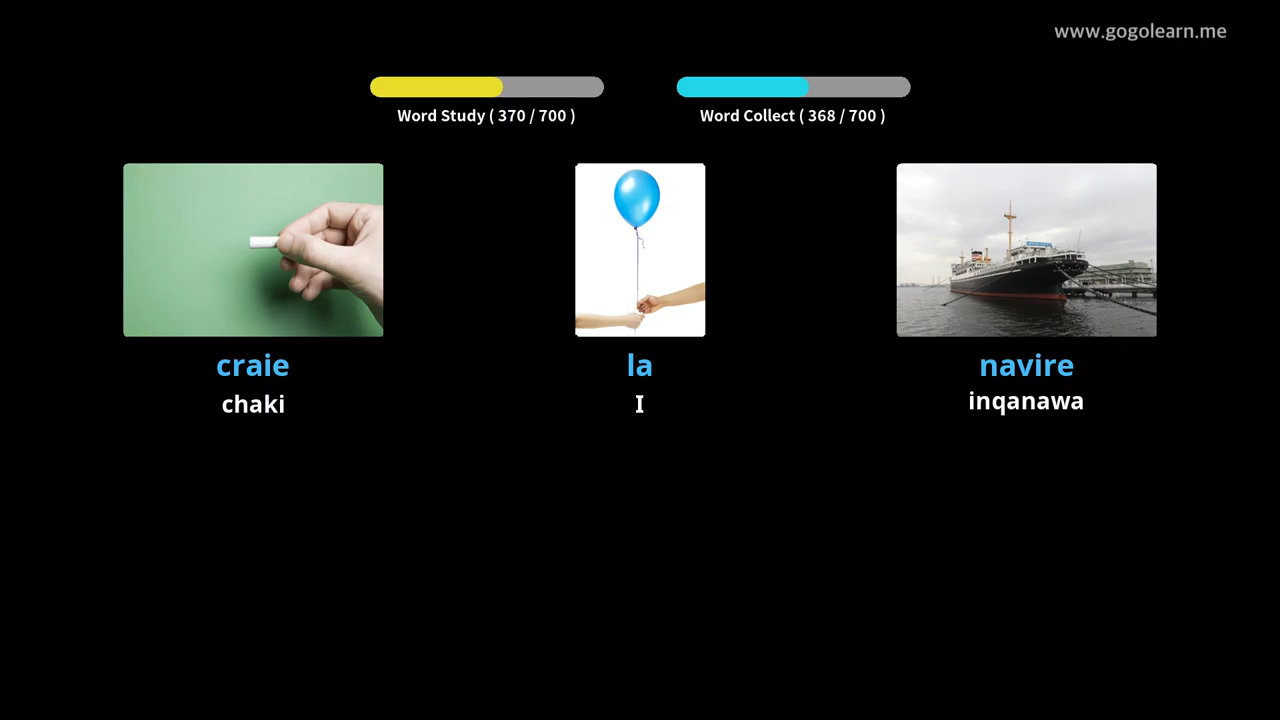 www.gogolearn.me
Word Study ( 370 / 700 )
Word Collect ( 368 / 700 )
craie
la
navire
chaki
I
inqanawa